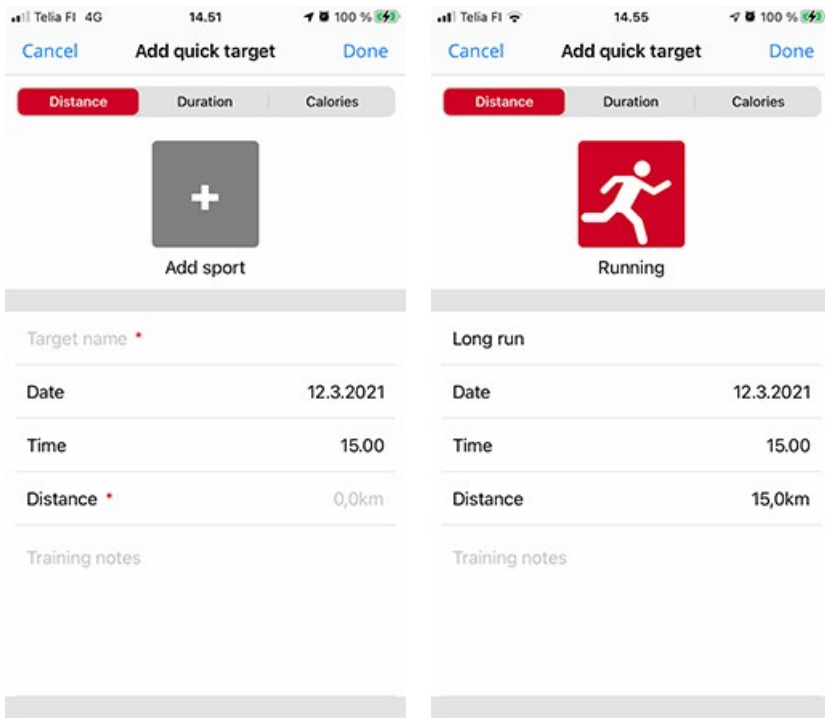 Telia FI 4G 14.51 100 %
Cancel Add quick target Done
Distance Duration Calories
+
Add sport
Target name *
Date 12.3.2021
Time 15.00
Distance * 0,0km
Training notes
Telia FI 14.55 100 %
Cancel Add quick target Done
Distance Duration Calories
Running
Long run
Date 12.3.2021
Time 15.00
Distance 15,0km
Training notes